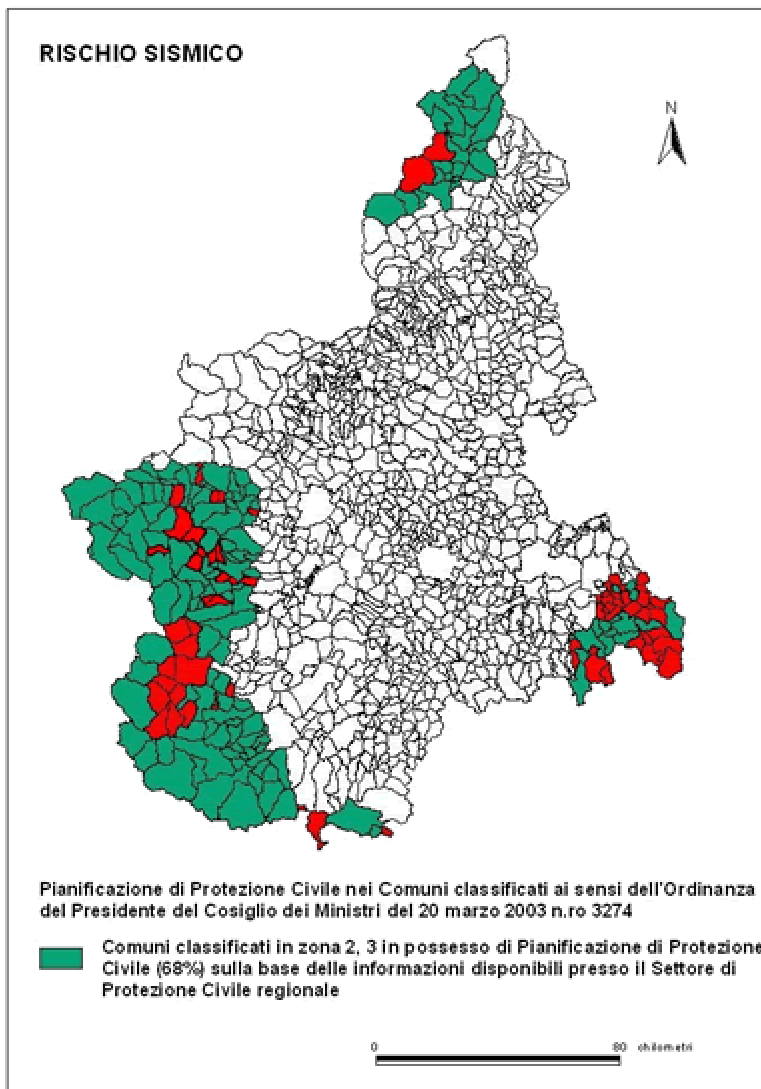 RISCHIO SISMICO
N
Pianificazione di Protezione Civile nei Comuni classificati ai sensi dell'Ordinanza
del Presidente del Cosiglio dei Ministri del 20 marzo 2003 n.ro 3274
Comuni classificati in zona 2, 3 in possesso di Pianificazione di Protezione
Civile (68%) sulla base delle informazioni disponibili presso il Settore di
Protezione Civile regionale
0 80 chilometri